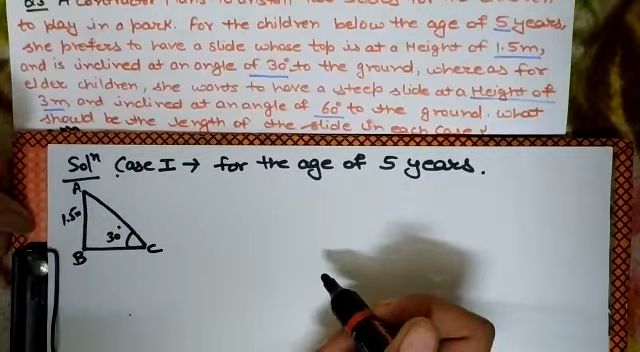 to play in a park. for the children below the age of 5 years,
she prefers to have a slide whose top is at a Height of 1.5m,
and is inclined at an angle of 30° to the ground, whereas for
elder children, she wants to have a steep slide at a Height of
3m, and inclined at an angle of 60° to the ground. what
should be the length of the slide in each case?
Solⁿ Case I → for the age of 5 years.
A
1.5m
30°
B C